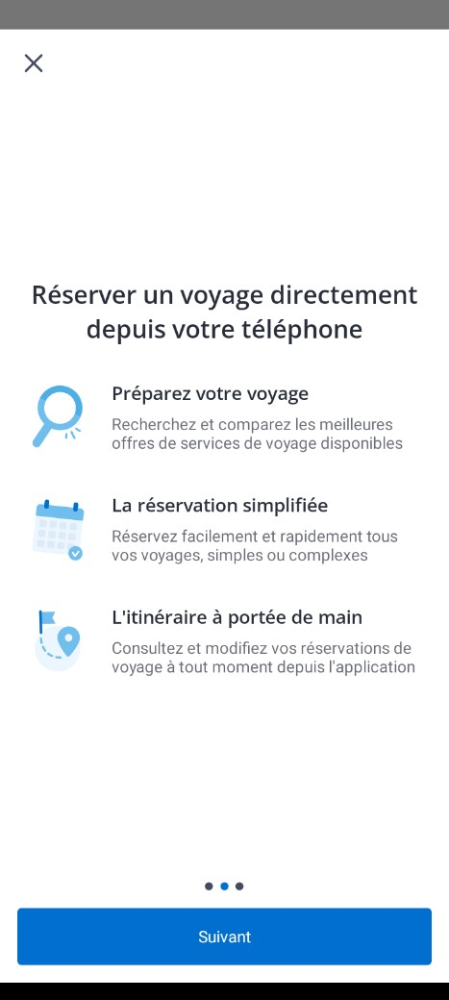 Réserver un voyage directement
depuis votre téléphone
Préparez votre voyage
Recherchez et comparez les meilleures
offres de services de voyage disponibles
La réservation simplifiée
Réservez facilement et rapidement tous
vos voyages, simples ou complexes
L'itinéraire à portée de main
Consultez et modifiez vos réservations de
voyage à tout moment depuis l'application
Suivant